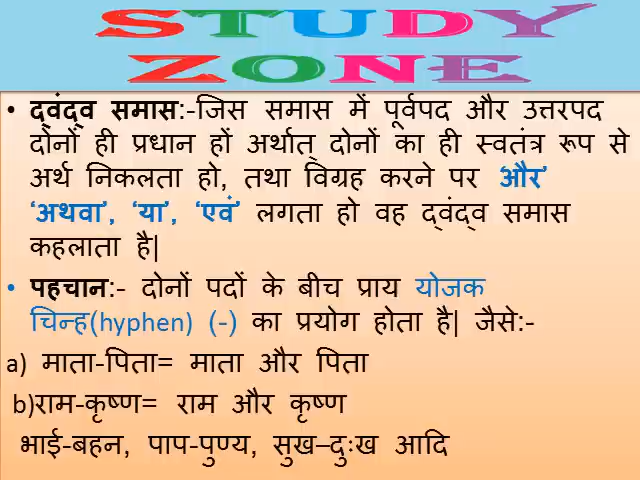 STUDY
ZONE
• द्वंद्व समास:-जिस समास में पूर्वपद और उत्तरपद
दोनों ही प्रधान हों अर्थात् दोनों का ही स्वतंत्र रूप से
अर्थ निकलता हो, तथा विग्रह करने पर और'
'अथवा', 'या', 'एवं' लगता हो वह द्वंद्व समास
कहलाता है|
• पहचान:- दोनों पदों के बीच प्राय योजक
चिन्ह(hyphen) (-) का प्रयोग होता है| जैसे:-
a) माता-पिता= माता और पिता
b)राम-कृष्ण= राम और कृष्ण
भाई-बहन, पाप-पुण्य, सुख–दुःख आदि